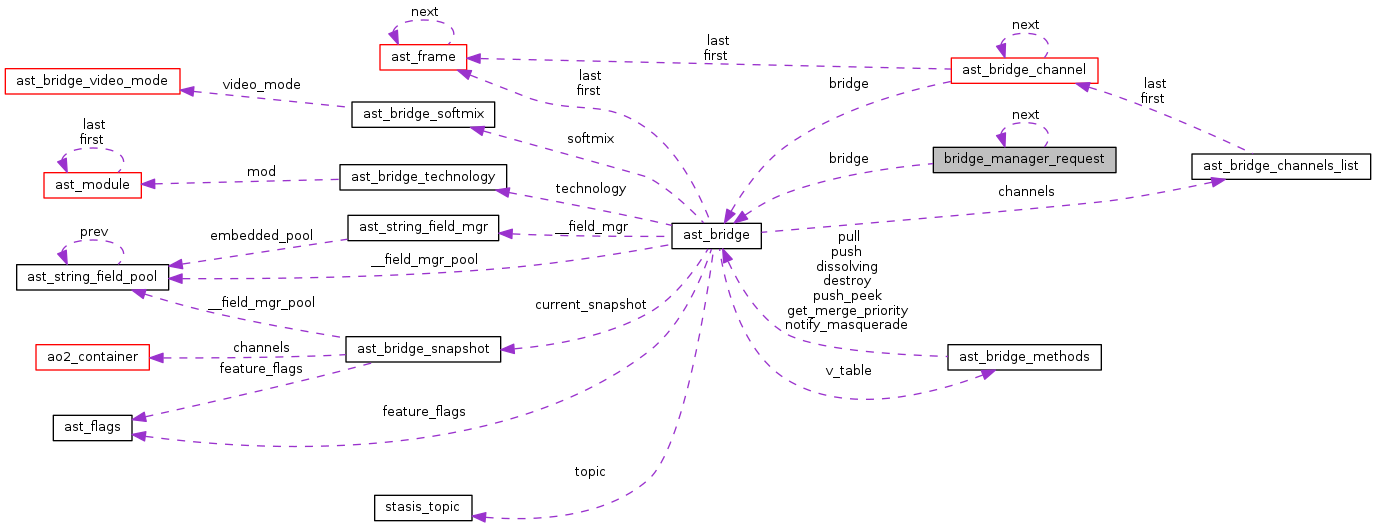 next
ast_frame
last
first
next
ast_bridge_channel
ast_bridge_video_mode
video_mode
last
first
bridge
last
first
ast_bridge_softmix
next
softmix
last
first
bridge
bridge_manager_request
ast_bridge_channels_list
ast_module
mod
ast_bridge_technology
technology
channels
ast_string_field_mgr
__field_mgr
ast_bridge
prev
embedded_pool
ast_string_field_pool
__field_mgr_pool
pull
push
dissolving
destroy
push_peek
get_merge_priority
notify_masquerade
__field_mgr_pool
current_snapshot
ao2_container
channels
ast_bridge_snapshot
ast_bridge_methods
feature_flags
v_table
ast_flags
feature_flags
topic
stasis_topic